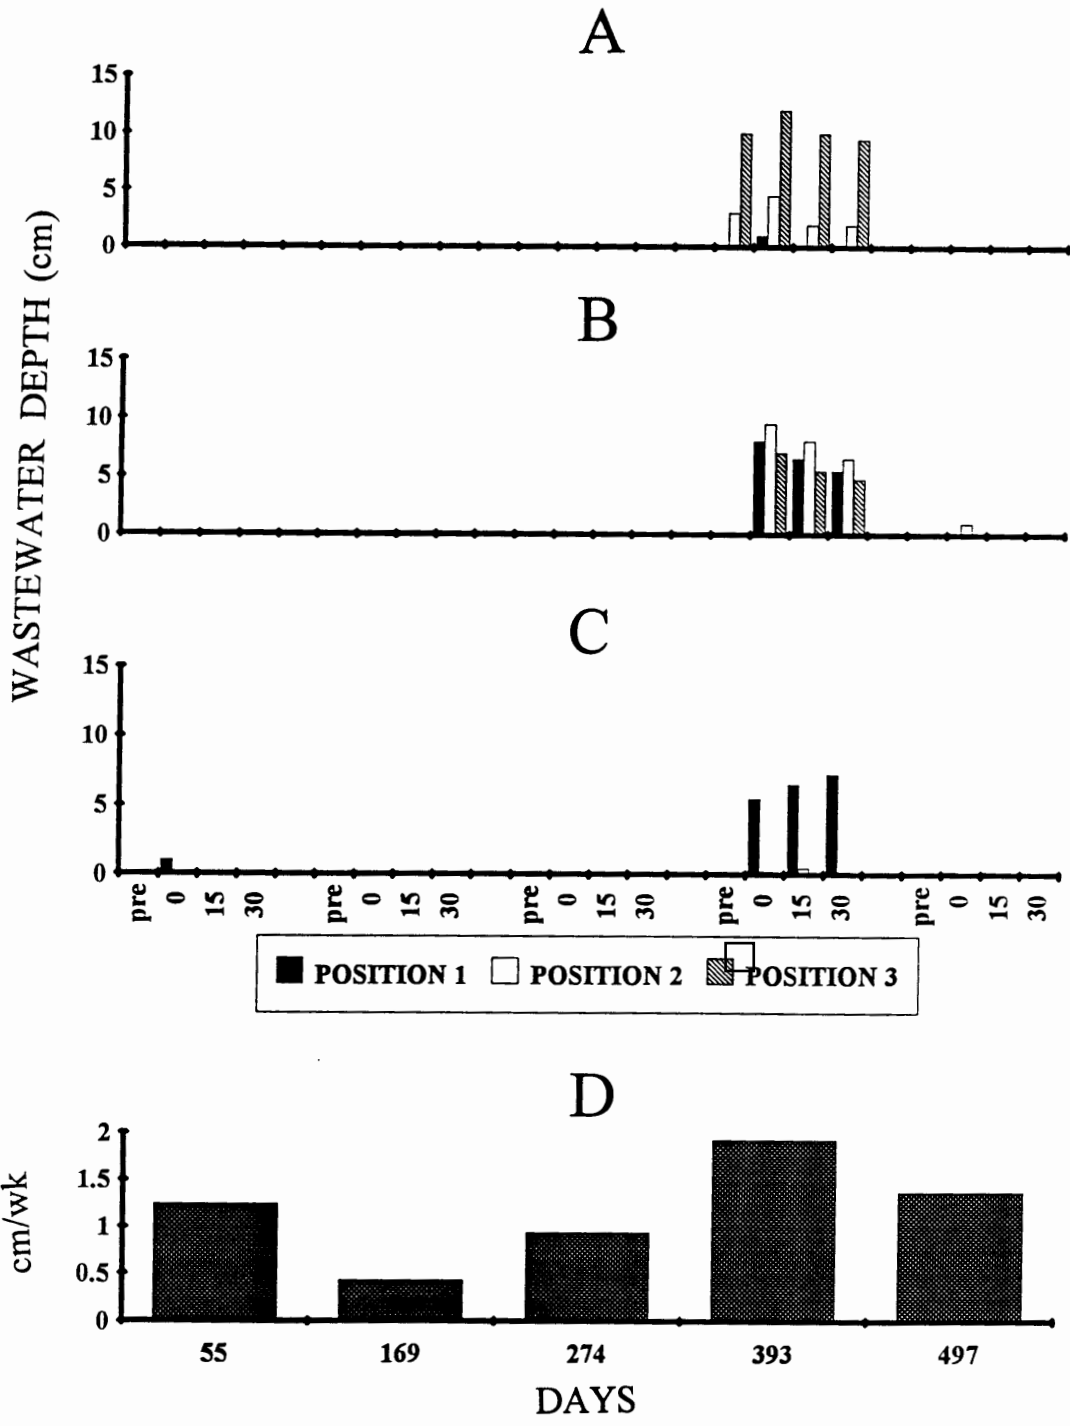 A
15
10
5
0
B
15
10
5
0
WASTEWATER DEPTH (cm)
C
15
10
5
0
pre 0 15 30 pre 0 15 30 pre 0 15 30 pre 0 15 30 pre 0 15 30
POSITION 1 POSITION 2 POSITION 3
D
2
1.5
1
0.5
0
cm/wk
55 169 274 393 497
DAYS